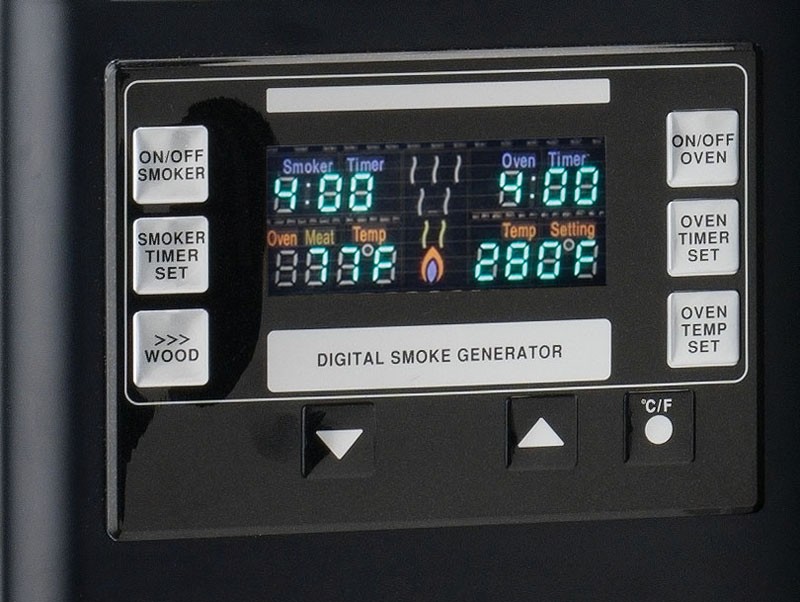 ON/OFF
SMOKER
SMOKER
TIMER
SET
>>>
WOOD
Smoker Timer
9:00
Oven Timer
9:00
Oven Meat Temp
77°F
Temp Setting
280°F
DIGITAL SMOKE GENERATOR
ON/OFF
OVEN
OVEN
TIMER
SET
OVEN
TEMP
SET
°C/F